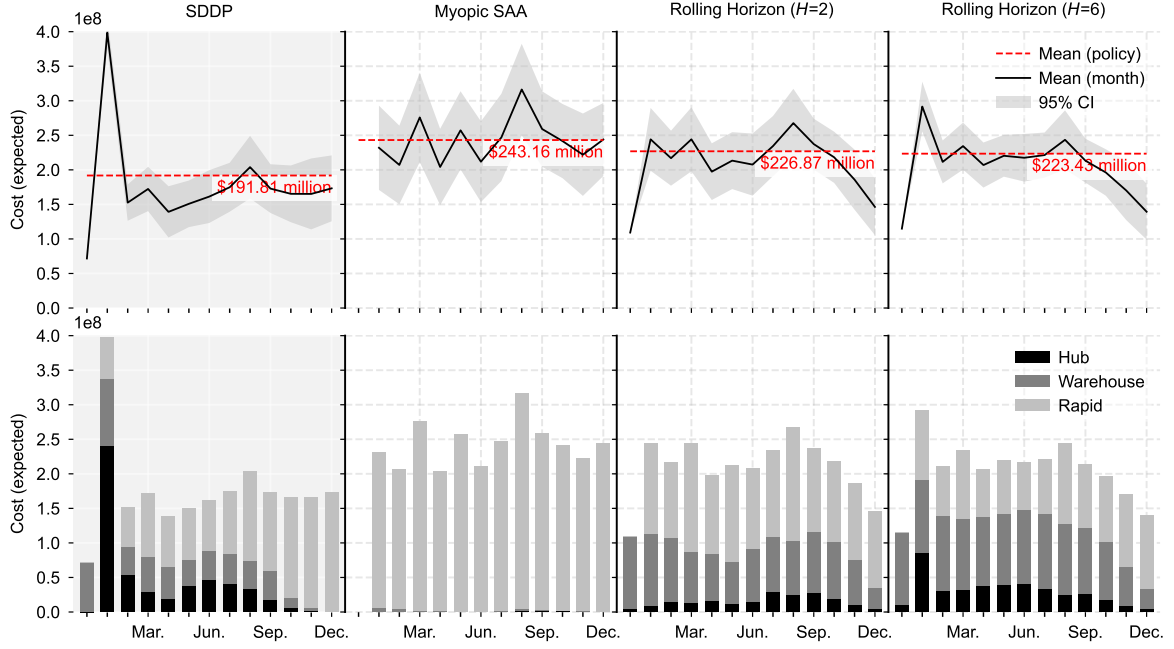 SDDP
Myopic SAA
Rolling Horizon (H=2)
Rolling Horizon (H=6)
1e8
Cost (expected)
4.0
3.5
3.0
2.5
2.0
1.5
1.0
0.5
0.0
$191.81 million
$243.16 million
$226.87 million
$223.43 million
Mean (policy)
Mean (month)
95% CI
1e8
Cost (expected)
4.0
3.5
3.0
2.5
2.0
1.5
1.0
0.5
0.0
Hub
Warehouse
Rapid
Mar. Jun. Sep. Dec.
Mar. Jun. Sep. Dec.
Mar. Jun. Sep. Dec.
Mar. Jun. Sep. Dec.